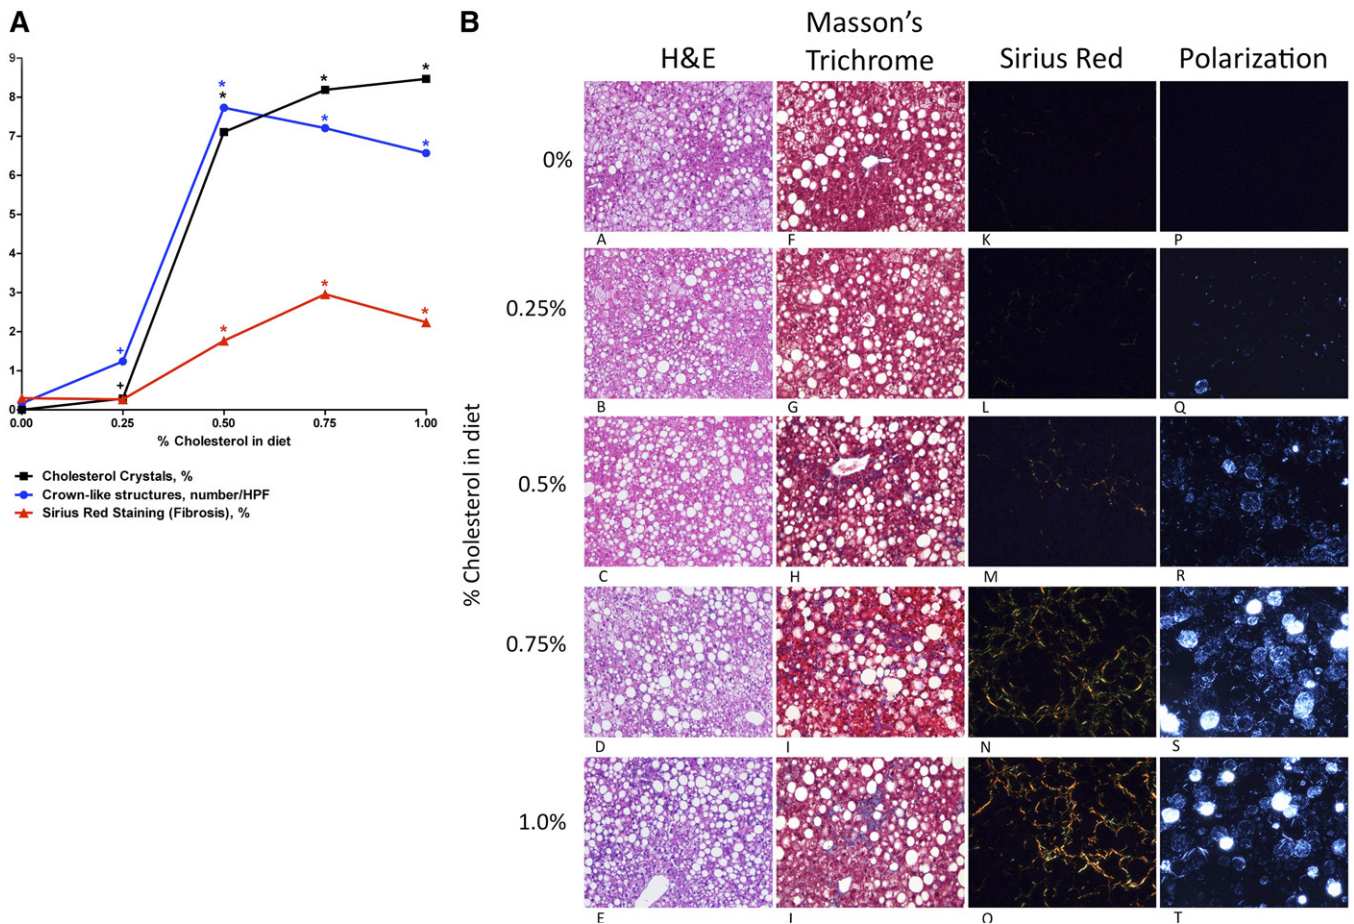 A
9
8
7
6
5
4
3
2
1
0
0.00 0.25 0.50 0.75 1.00
% Cholesterol in diet
Cholesterol Crystals, %
Crown-like structures, number/HPF
Sirius Red Staining (Fibrosis), %
* * * * * * + + * * *
B
H&E
Masson's
Trichrome
Sirius Red
Polarization
% Cholesterol in diet
0%
A F K P
0.25%
B G L Q
0.5%
C H M R
0.75%
D I N S
1.0%
E J O T